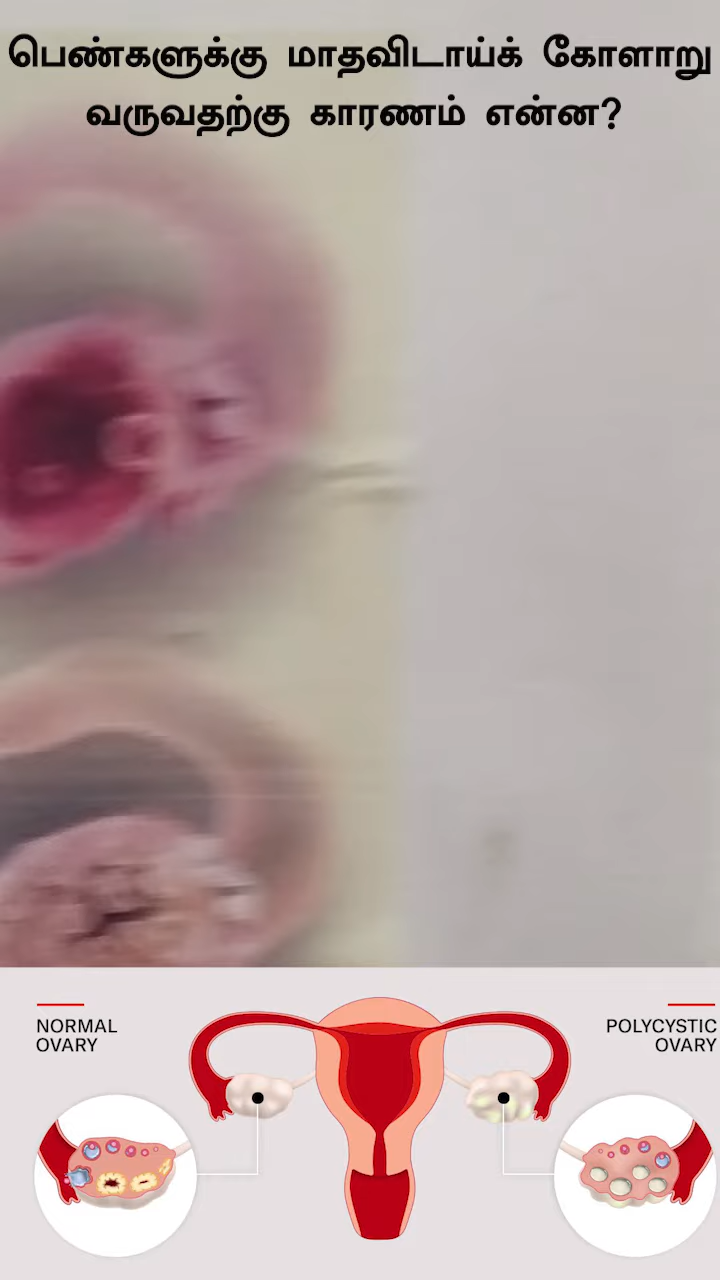 பெண்களுக்கு மாதவிடாய்க் கோளாறு
வருவதற்கு காரணம் என்ன?
NORMAL
OVARY
POLYCYSTIC
OVARY